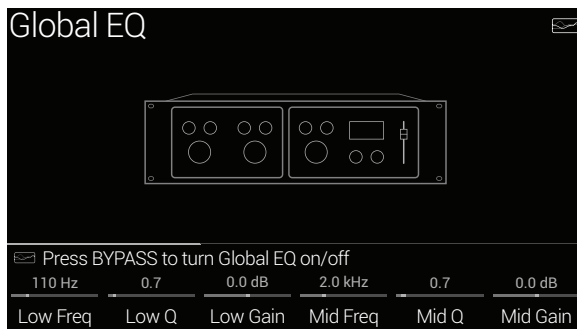 Global EQ
Press BYPASS to turn Global EQ on/off
110 Hz 0.7 0.0 dB 2.0 kHz 0.7 0.0 dB
Low Freq Low Q Low Gain Mid Freq Mid Q Mid Gain